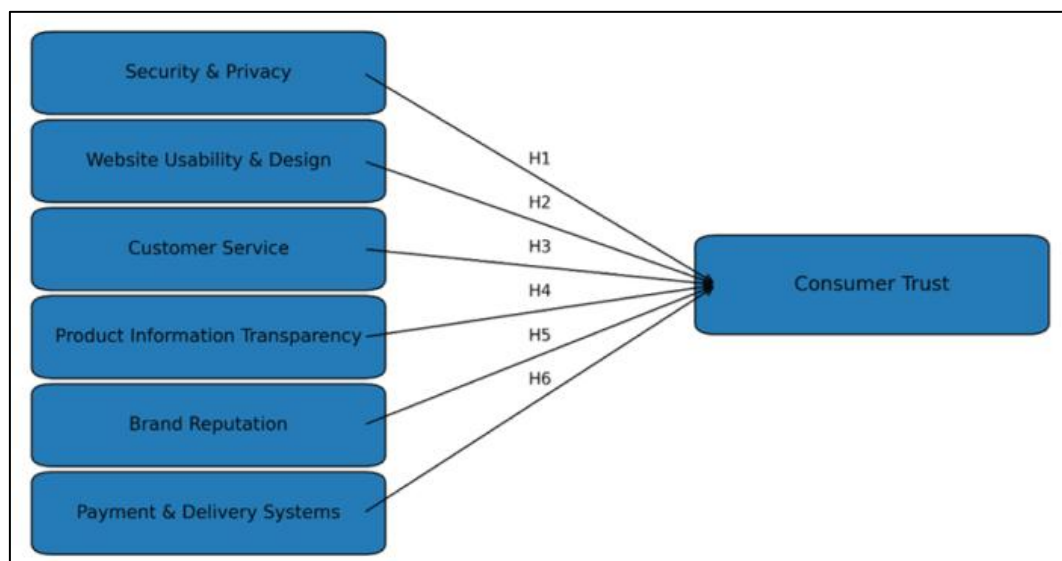 Security & Privacy
Website Usability & Design
Customer Service
Product Information Transparency
Brand Reputation
Payment & Delivery Systems
H1
H2
H3
H4
H5
H6
Consumer Trust